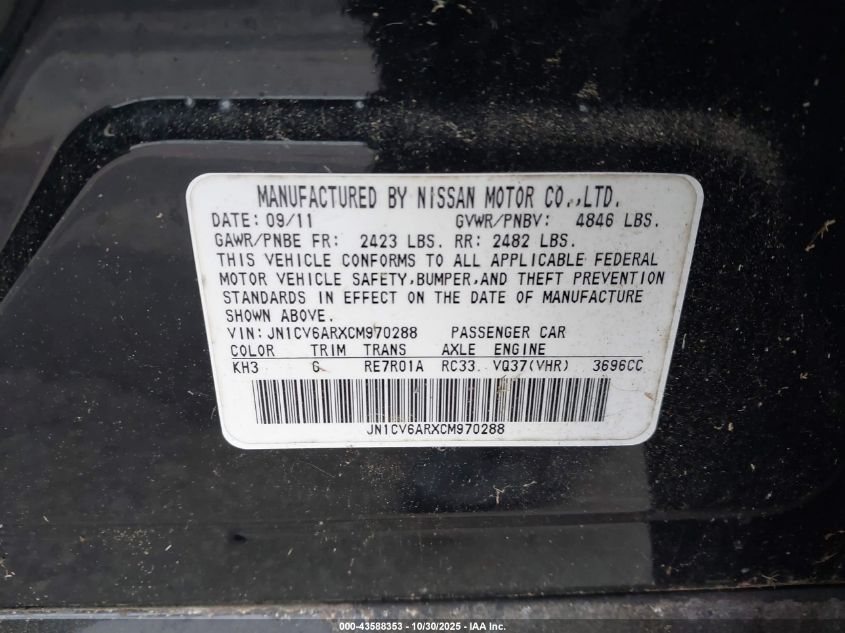 MANUFACTURED BY NISSAN MOTOR CO.,LTD.
DATE: 09/11 GVWR/PNBV: 4846 LBS.
GAWR/PNBE FR: 2423 LBS. RR: 2482 LBS.
THIS VEHICLE CONFORMS TO ALL APPLICABLE FEDERAL
MOTOR VEHICLE SAFETY,BUMPER,AND THEFT PREVENTION
STANDARDS IN EFFECT ON THE DATE OF MANUFACTURE
SHOWN ABOVE.
VIN:JN1CV6ARXCM970288 PASSENGER CAR
COLOR TRIM TRANS AXLE ENGINE
KH3 G RE7R01A RC33 VQ37(VHR) 3696CC
JN1CV6ARXCM970288
000-43588353 - 10/30/2025 - IAA Inc.